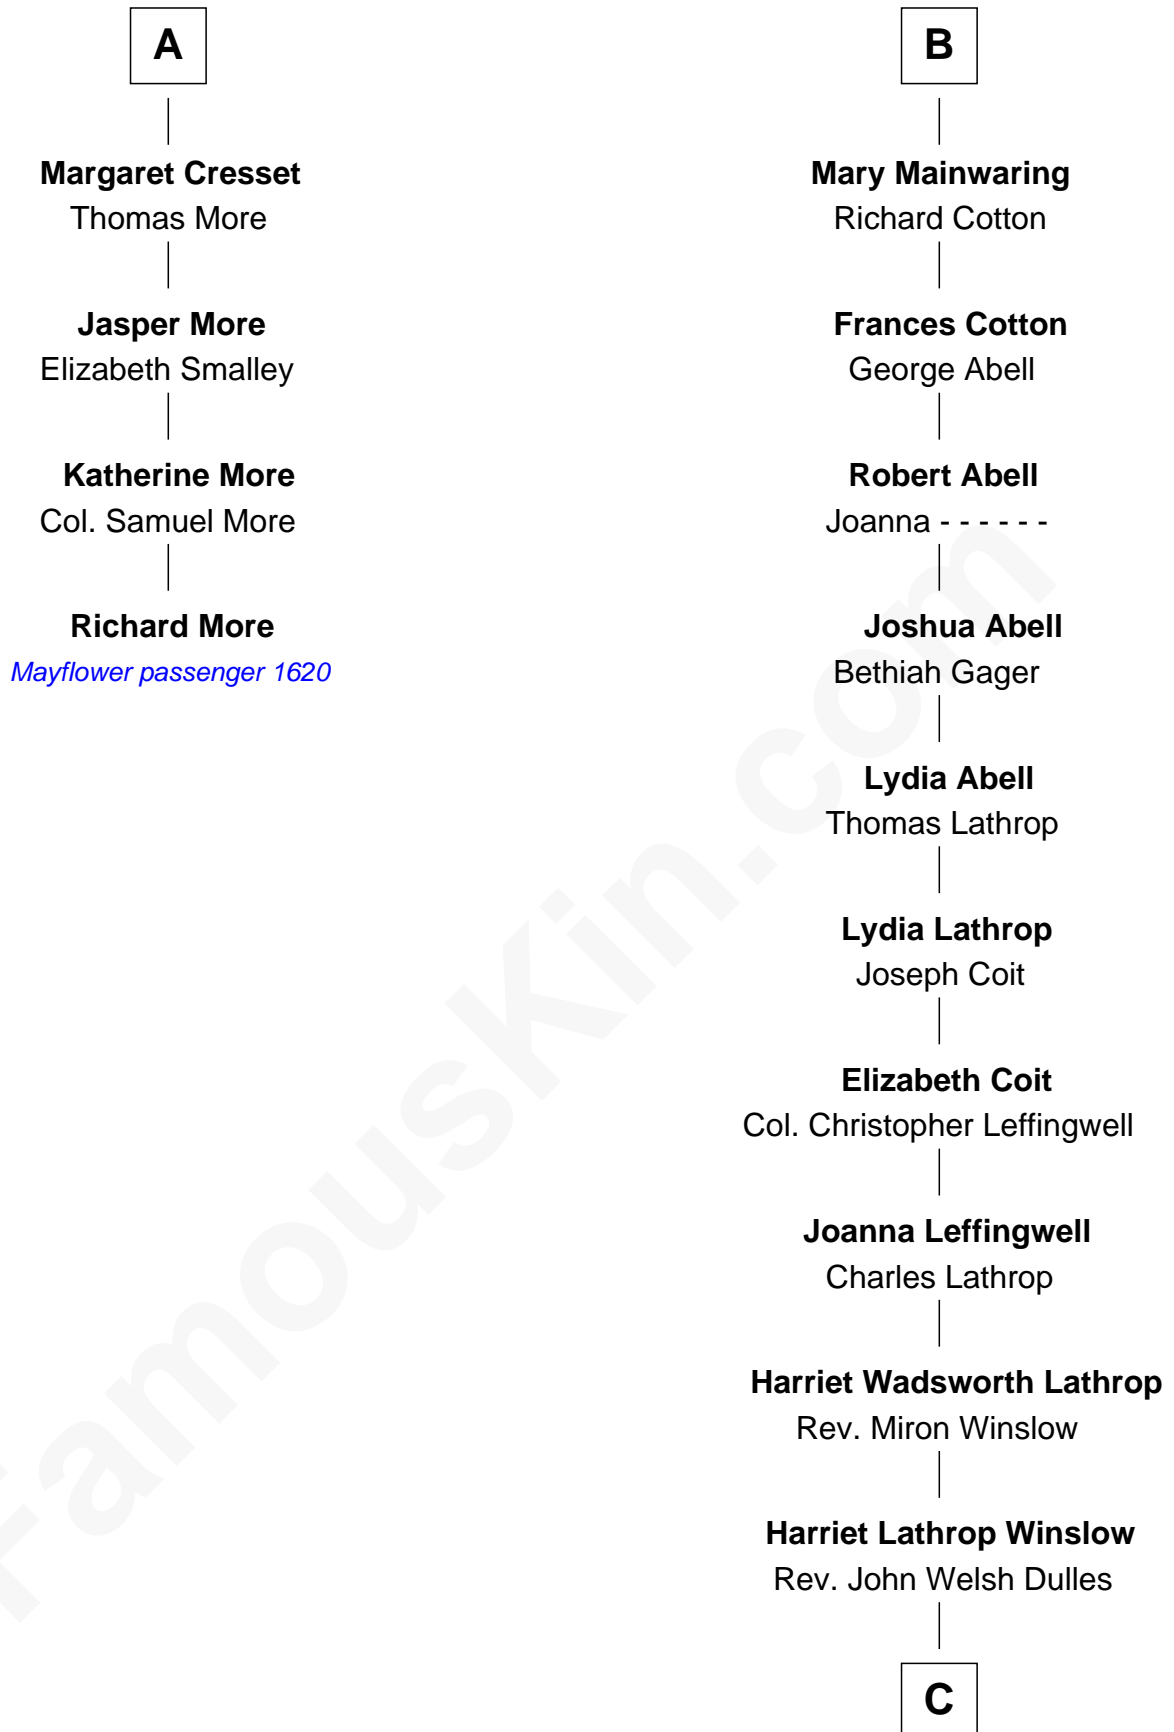 A
Margaret Cresset
Thomas More
Jasper More
Elizabeth Smalley
Katherine More
Col. Samuel More
Richard More
Mayflower passenger 1620
B
Mary Mainwaring
Richard Cotton
Frances Cotton
George Abell
Robert Abell
Joanna - - - - - -
Joshua Abell
Bethiah Gager
Lydia Abell
Thomas Lathrop
Lydia Lathrop
Joseph Coit
Elizabeth Coit
Col. Christopher Leffingwell
Joanna Leffingwell
Charles Lathrop
Harriet Wadsworth Lathrop
Rev. Miron Winslow
Harriet Lathrop Winslow
Rev. John Welsh Dulles
C
FamousKin.com